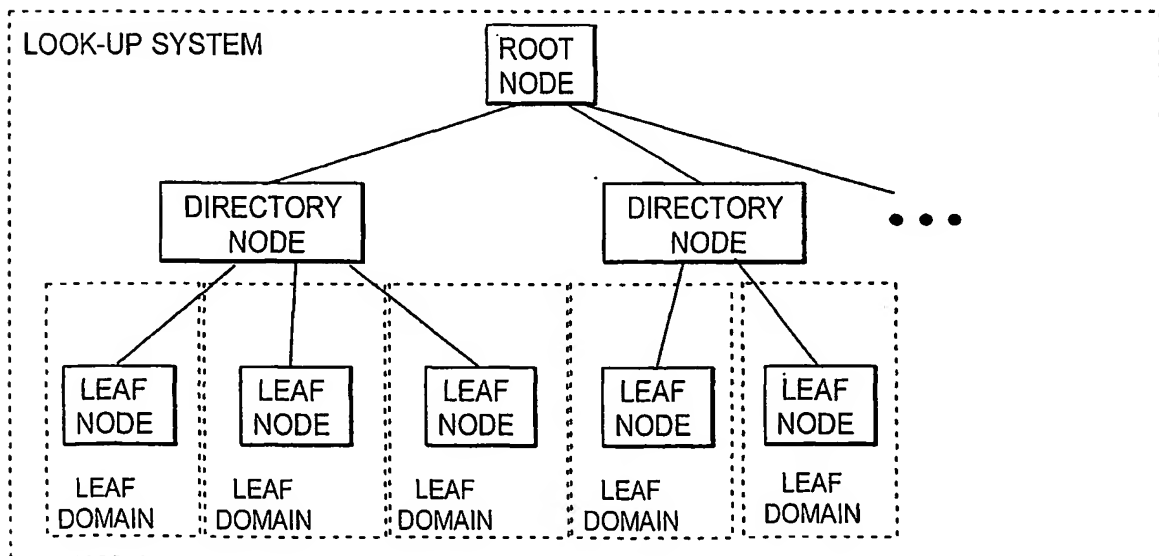 LOOK-UP SYSTEM
ROOT
NODE
DIRECTORY
NODE
DIRECTORY
NODE
LEAF
NODE
LEAF
NODE
LEAF
NODE
LEAF
NODE
LEAF
NODE
LEAF
DOMAIN
LEAF
DOMAIN
LEAF
DOMAIN
LEAF
DOMAIN
LEAF
DOMAIN